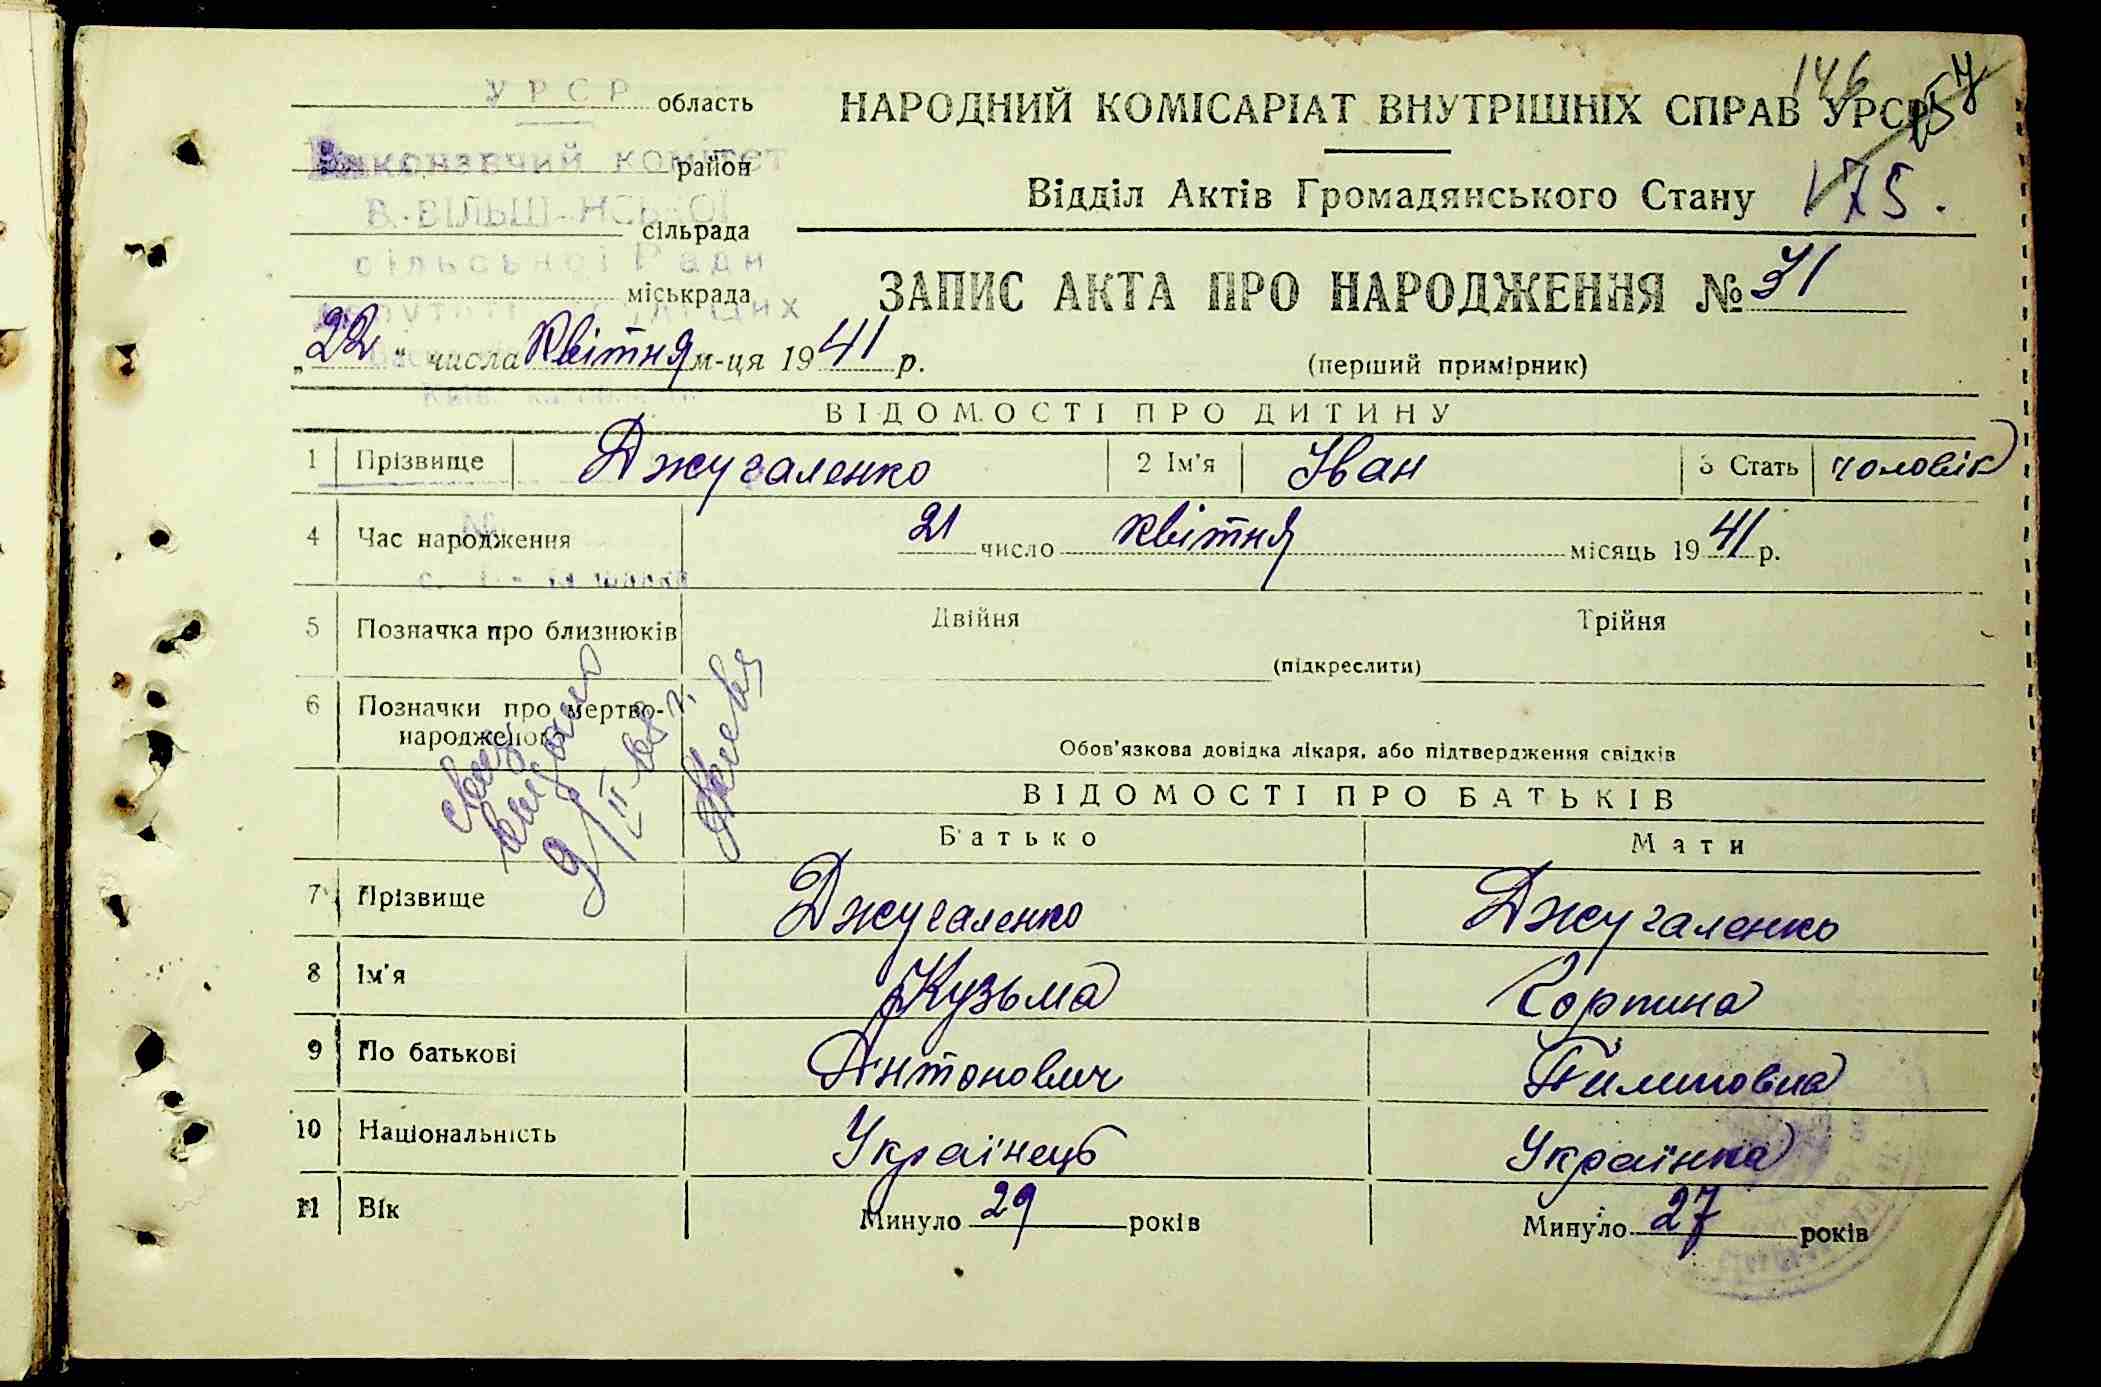 146
УРСР область
НАРОДНИЙ КОМІСАРІАТ ВНУТРІШНІХ СПРАВ УРСР
Виконавчий комітет район
Відділ Актів Громадянського Стану 175.
сільрада
сільської Ради
міськрада
ЗАПИС АКТА ПРО НАРОДЖЕННЯ № 31
„22“ числа Квітня м-ця 1941 р.
(перший примірник)
ВІДОМОСТІ ПРО ДИТИНУ
1 Прізвище Джугаленко 2 Ім'я Іван 3 Стать чоловік
4 Час народження 21 число квітня місяць 1941 р.
5 Позначка про близнюків Двійня Трійня
(підкреслити)
6 Позначки про мертво-
народженого
Обов'язкова довідка лікаря, або підтвердження свідків
ВІДОМОСТІ ПРО БАТЬКІВ
Батько Мати
7 Прізвище Джугаленко Джугаленко
8 Ім'я Кузьма Горпина
9 По батькові Антонович Пилиповна
10 Національність Українець Українка
11 Вік Минуло 29 років Минуло 27 років